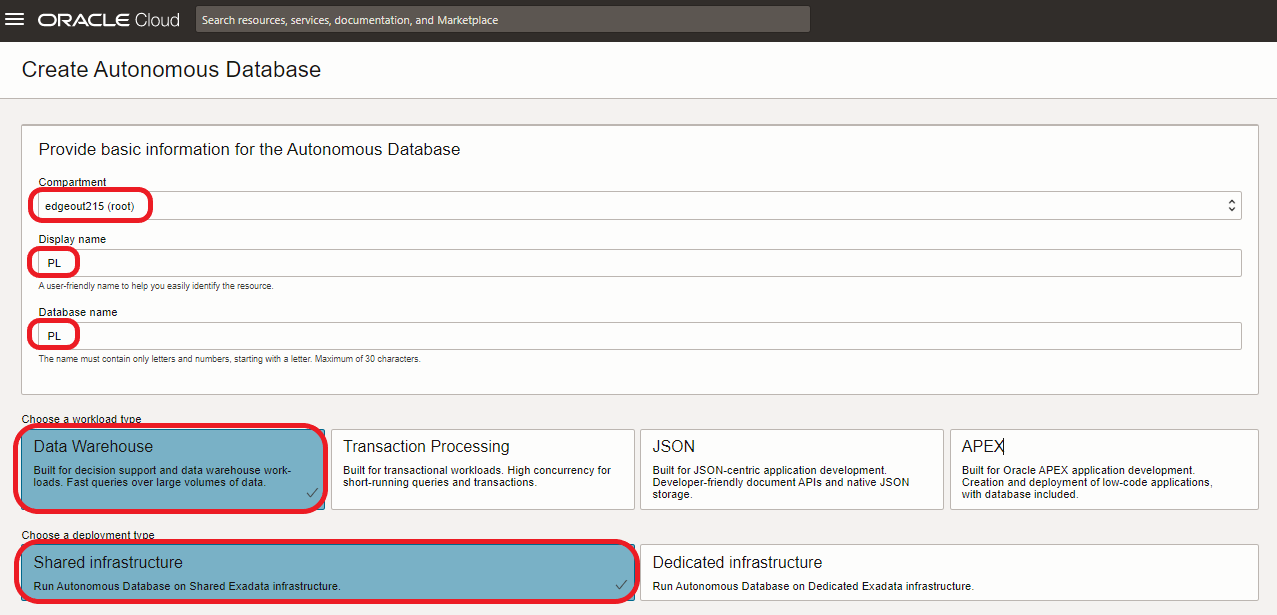 ORACLE Cloud
Search resources, services, documentation, and Marketplace
Create Autonomous Database
Provide basic information for the Autonomous Database
Compartment
edgeout215 (root)
Display name
PL
A user-friendly name to help you easily identify the resource.
Database name
PL
The name must contain only letters and numbers, starting with a letter. Maximum of 30 characters.
Choose a workload type
Data Warehouse
Built for decision support and data warehouse work-
loads. Fast queries over large volumes of data.
Transaction Processing
Built for transactional workloads. High concurrency for
short-running queries and transactions.
JSON
Built for JSON-centric application development.
Developer-friendly document APIs and native JSON
storage.
APEX
Built for Oracle APEX application development.
Creation and deployment of low-code applications,
with database included.
Choose a deployment type
Shared infrastructure
Run Autonomous Database on Shared Exadata infrastructure.
Dedicated infrastructure
Run Autonomous Database on Dedicated Exadata infrastructure.